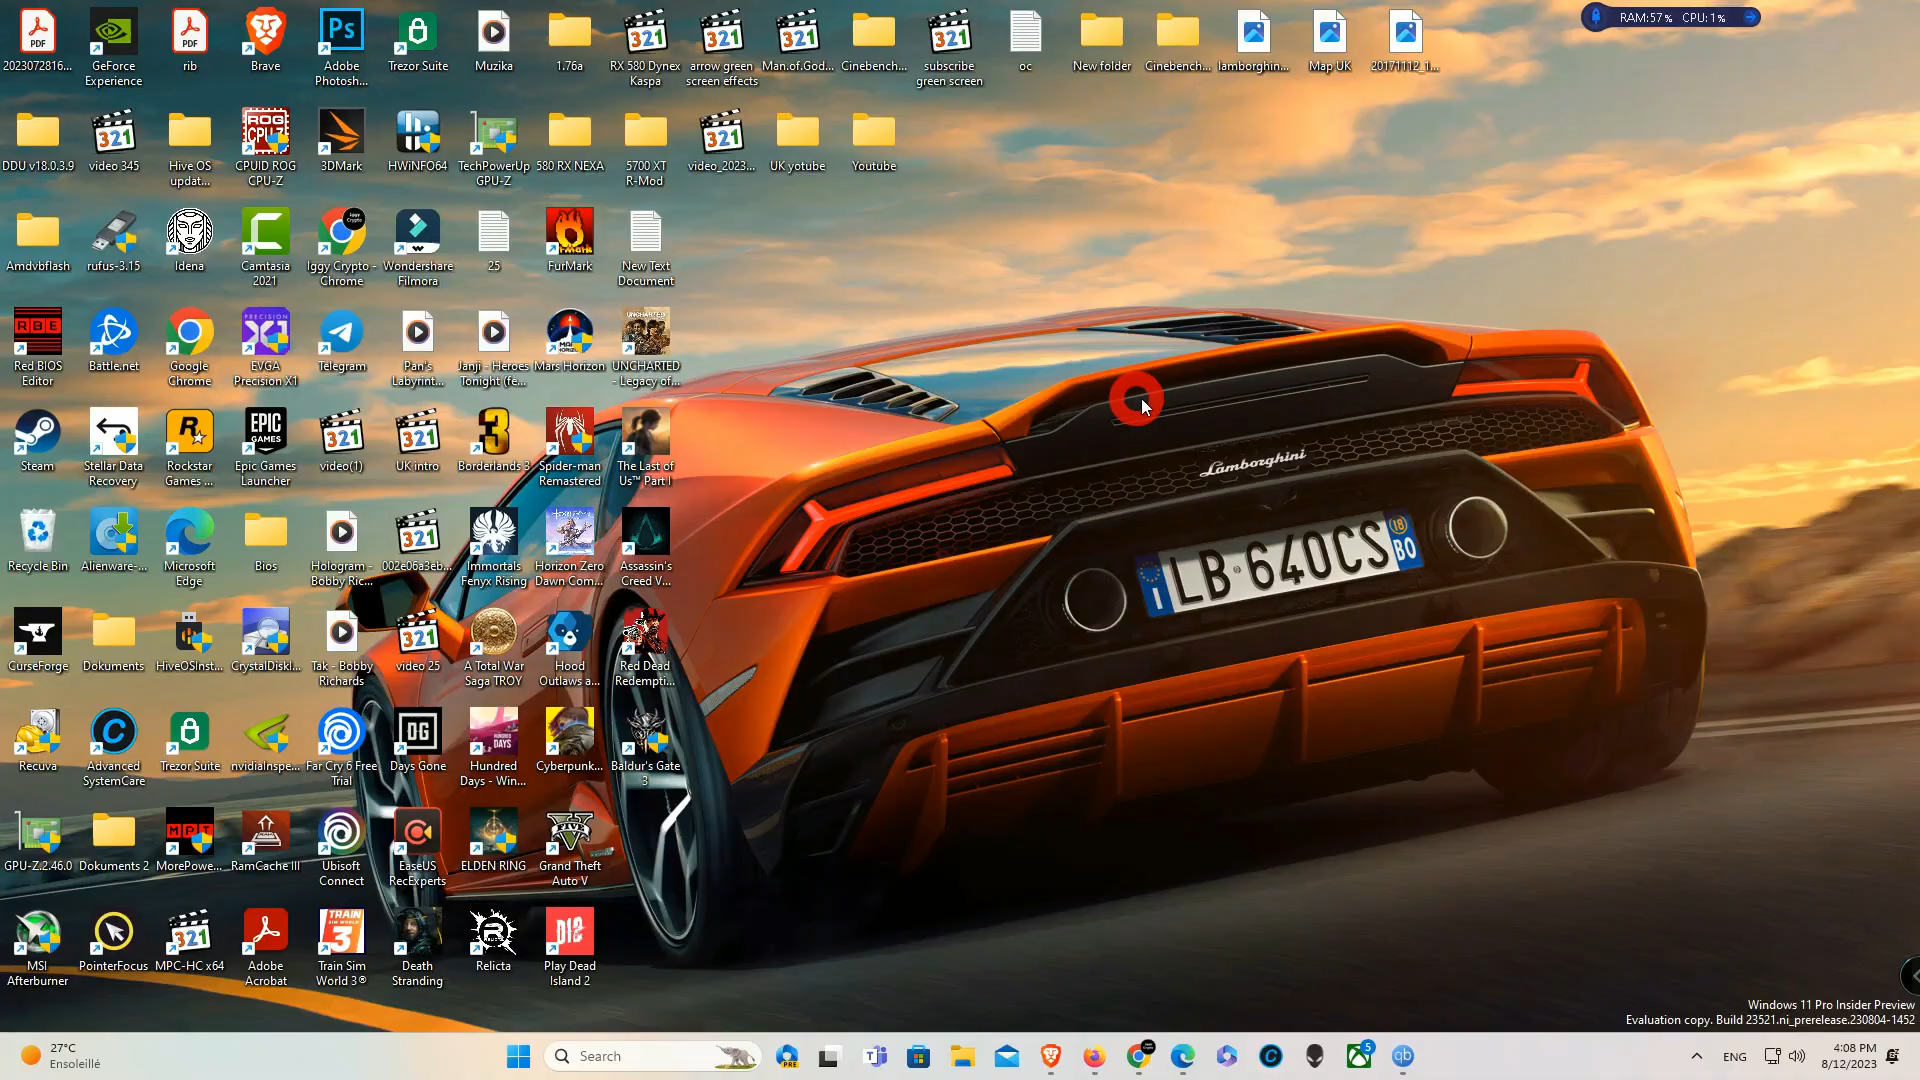 2023072816...
GeForce
Experience
rib
Brave
Adobe
Photosh...
Trezor Suite
Muzika
1.76a
RX 580 Dynex
Kaspa
arrow green
screen effects
Man.of.God...
Cinebench...
subscribe
green screen
oc
New folder
Cinebench...
lamborghin...
Map UK
20171112_1...
RAM:57% CPU: 1%
DDU v18.0.3.9
video 345
Hive OS
updat...
CPUID ROG
CPU-Z
3DMark
HWiNFO64
TechPowerUp
GPU-Z
580 RX NEXA
5700 XT
R-Mod
video_2023...
UK yotube
Youtube
Amdvbflash
rufus-3.15
Idena
Camtasia
2021
Iggy Crypto -
Chrome
Wondershare
Filmora
25
FurMark
New Text
Document
Red BIOS
Editor
Battle.net
Google
Chrome
EVGA
Precision X1
Telegram
Pan's
Labyrint...
Janji - Heroes
Tonight (fe...
Mars Horizon
UNCHARTED
- Legacy of...
Steam
Stellar Data
Recovery
Rockstar
Games ...
Epic Games
Launcher
video(1)
UK intro
Borderlands 3
Spider-man
Remastered
The Last of
Us™ Part I
Lamborghini
LB 640CS
I
18
BO
Recycle Bin
Alienware-...
Microsoft
Edge
Bios
Hologram -
Bobby Ric...
002e06a3eb...
Immortals
Fenyx Rising
Horizon Zero
Dawn Com...
Assassin's
Creed V...
CurseForge
Dokuments
HiveOSInst...
CrystalDiskI...
Tak - Bobby
Richards
video 25
A Total War
Saga TROY
Hood
Outlaws a...
Red Dead
Redempti...
Recuva
Advanced
SystemCare
Trezor Suite
nvidiaInspe...
Far Cry 6 Free
Trial
Days Gone
Hundred
Days - Win...
Cyberpunk...
Baldur's Gate
3
GPU-Z.2.46.0
Dokuments 2
MorePowe...
RamCache III
Ubisoft
Connect
EaseUS
RecExperts
ELDEN RING
Grand Theft
Auto V
MSI
Afterburner
PointerFocus
MPC-HC x64
Adobe
Acrobat
Train Sim
World 3®
Death
Stranding
Relicta
Play Dead
Island 2
Windows 11 Pro Insider Preview
Evaluation copy. Build 23521.ni_prerelease.230804-1452
27°C
Ensoleillé
Search
5
ENG
4:08 PM
8/12/2023